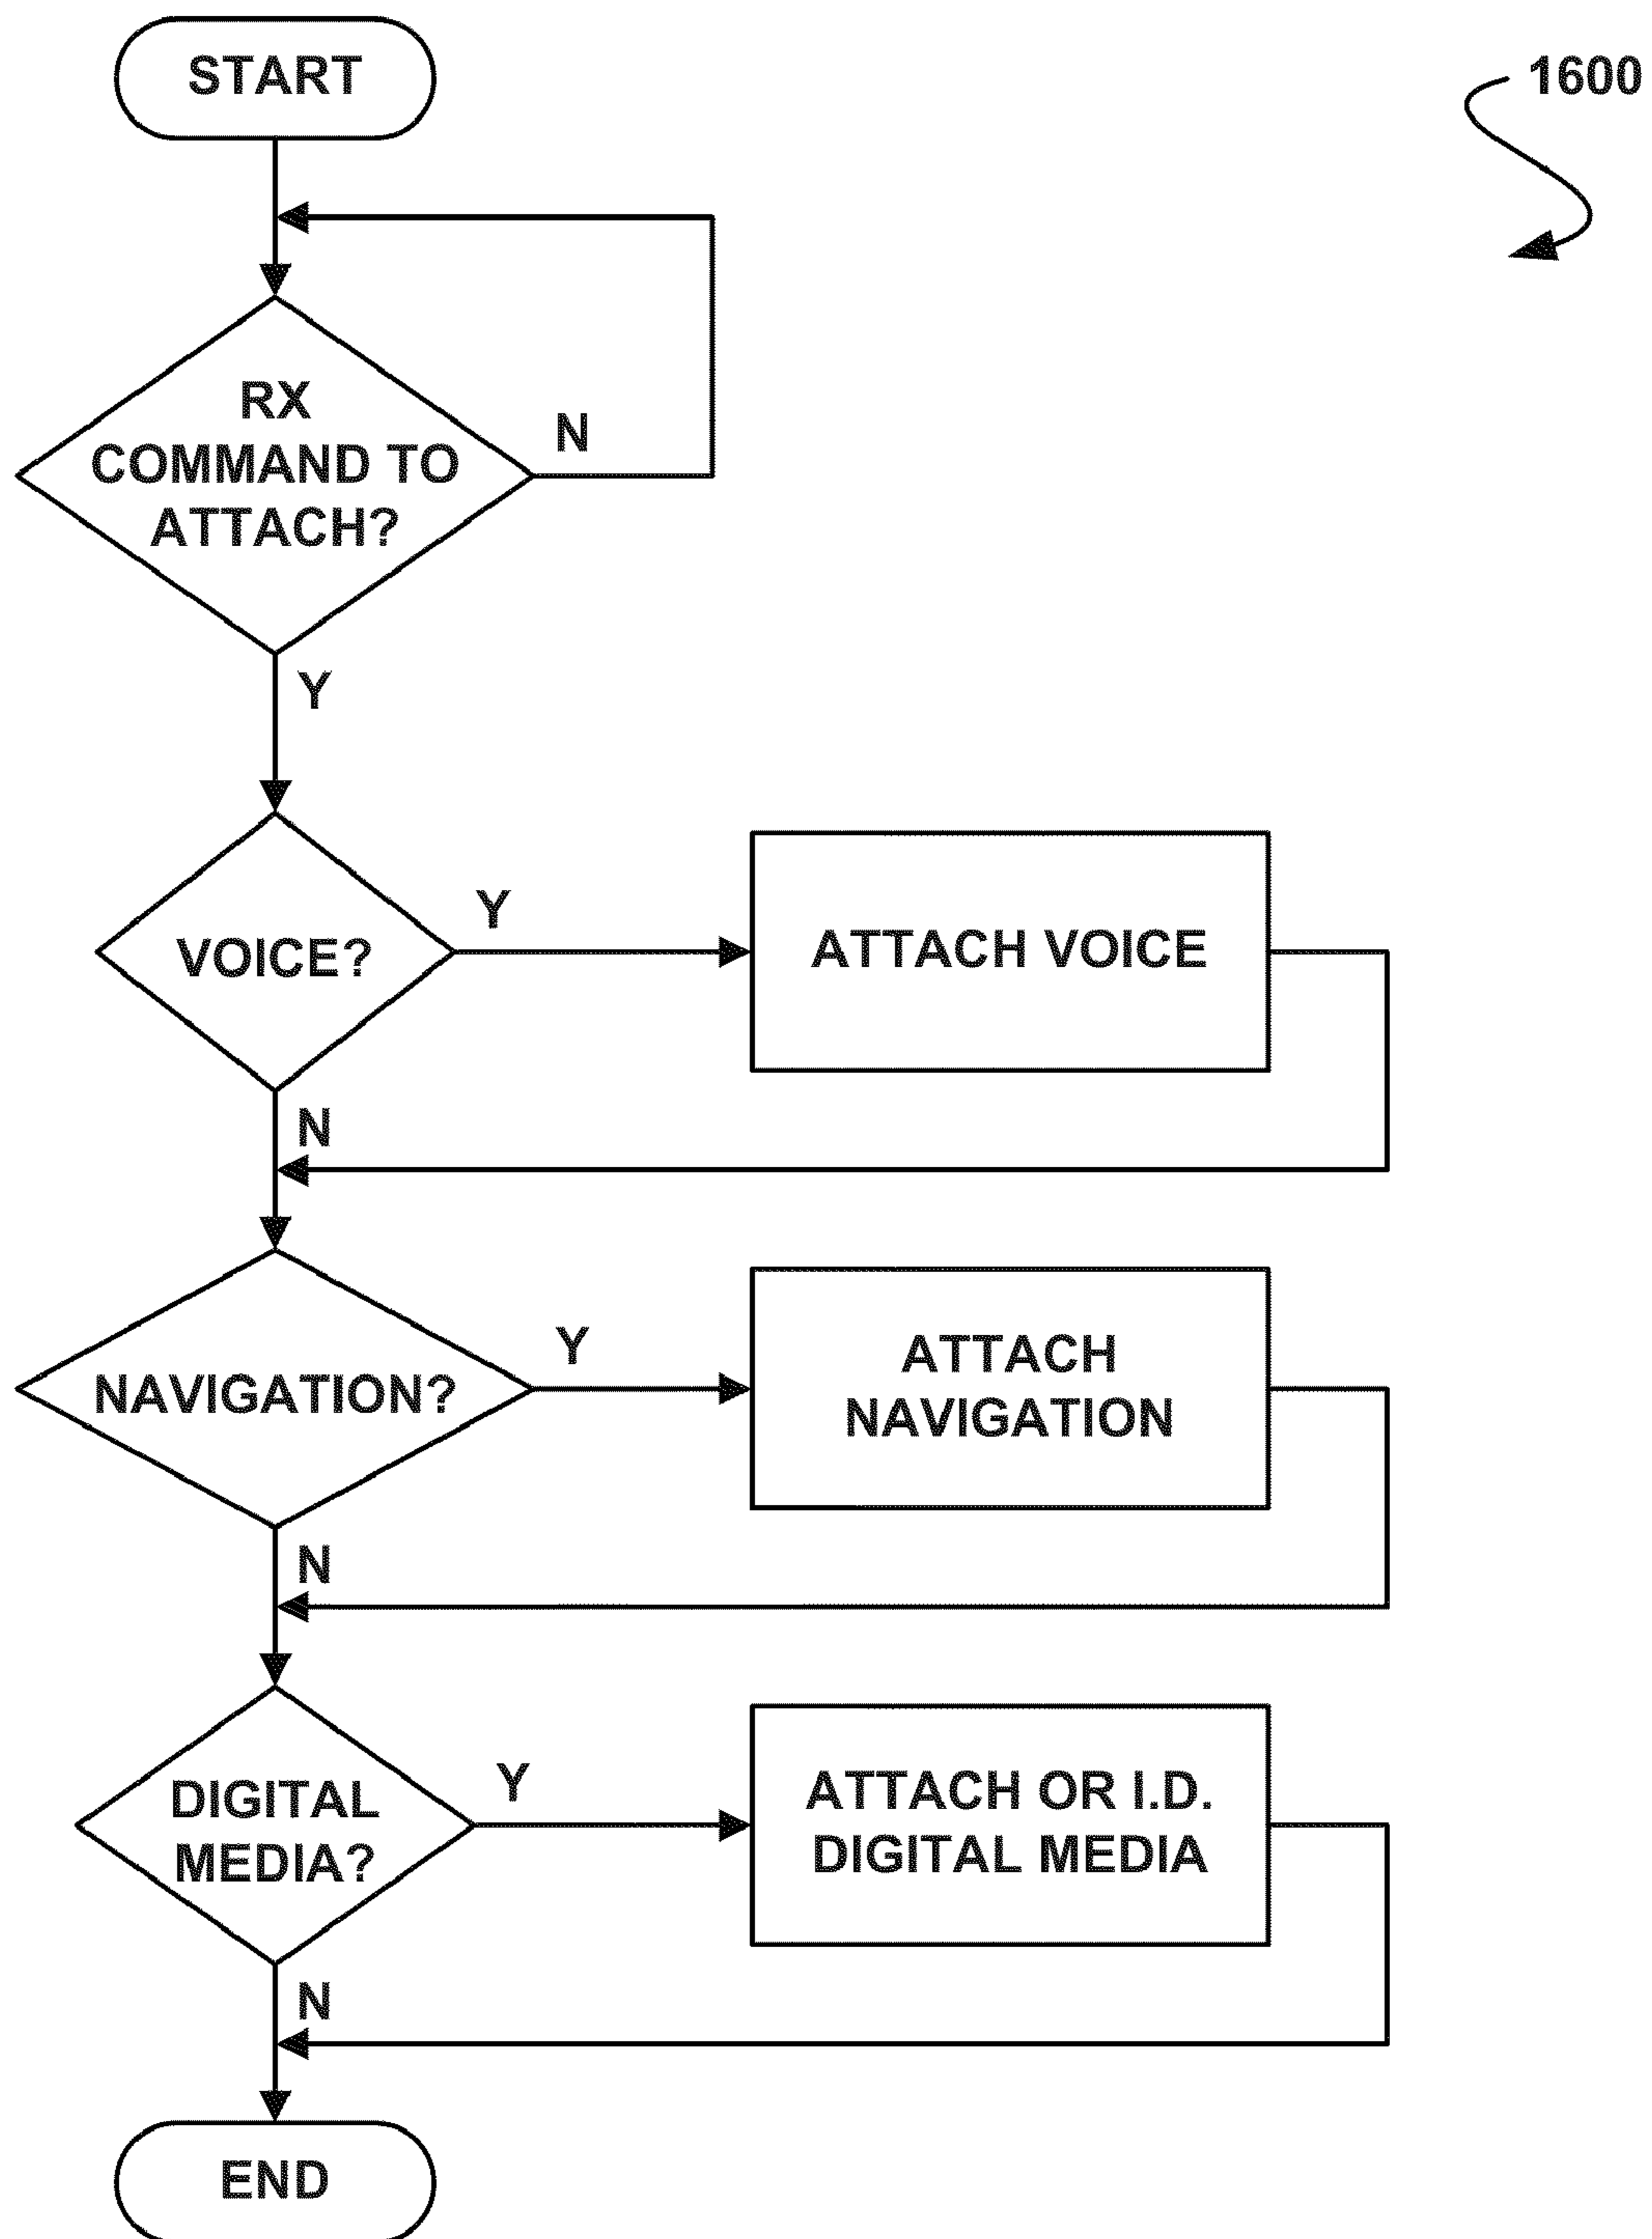 START
1600
RX
COMMAND TO
ATTACH?
N
Y
VOICE?
Y
ATTACH VOICE
N
NAVIGATION?
Y
ATTACH
NAVIGATION
N
DIGITAL
MEDIA?
Y
ATTACH OR I.D.
DIGITAL MEDIA
N
END